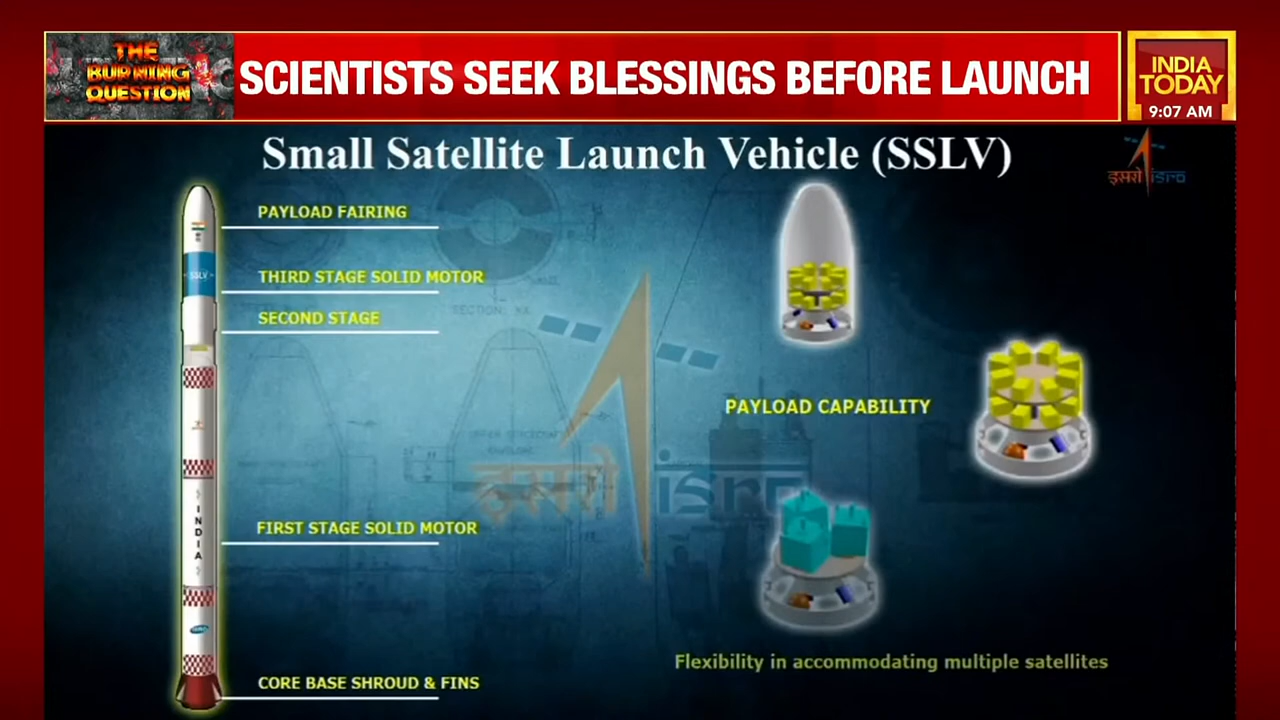 THE
BURNING
QUESTION
SCIENTISTS SEEK BLESSINGS BEFORE LAUNCH
INDIA
TODAY
9:07 AM
Small Satellite Launch Vehicle (SSLV)
इसरो isro
PAYLOAD FAIRING
THIRD STAGE SOLID MOTOR
SSLV
SECOND STAGE
PAYLOAD CAPABILITY
इसरो isro
FIRST STAGE SOLID MOTOR
INDIA
Flexibility in accommodating multiple satellites
CORE BASE SHROUD & FINS